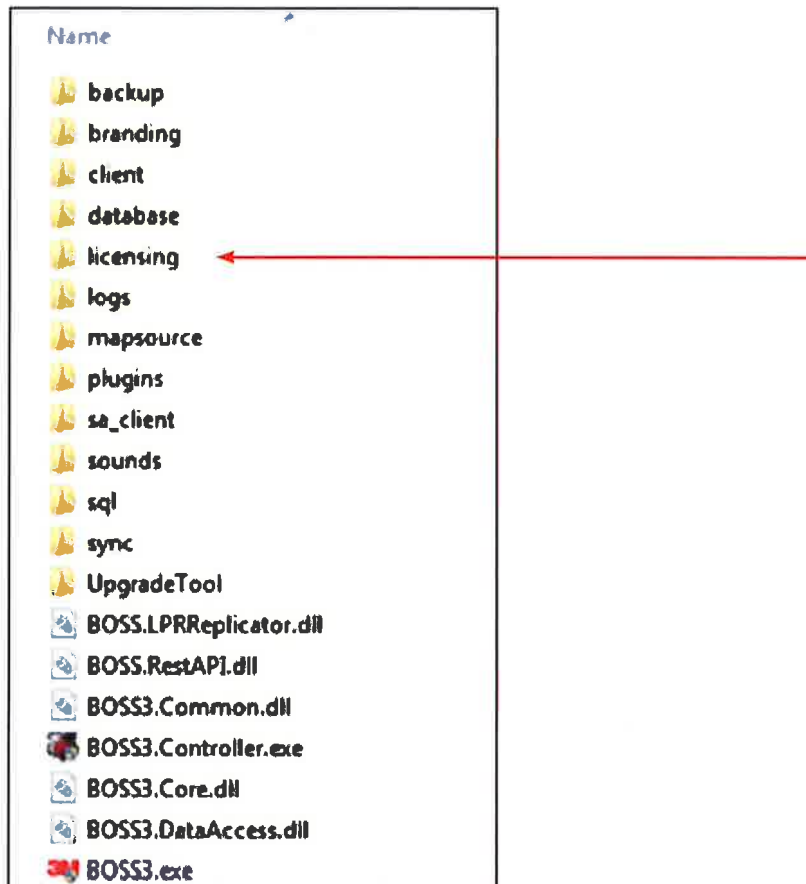 Name
backup
branding
client
database
licensing
logs
mapsource
plugins
sa_client
sounds
sql
sync
UpgradeTool
BOSS.LPRReplicator.dll
BOSS.RestAPI.dll
BOSS3.Common.dll
BOSS3.Controller.exe
BOSS3.Core.dll
BOSS3.DataAccess.dll
3M BOSS3.exe